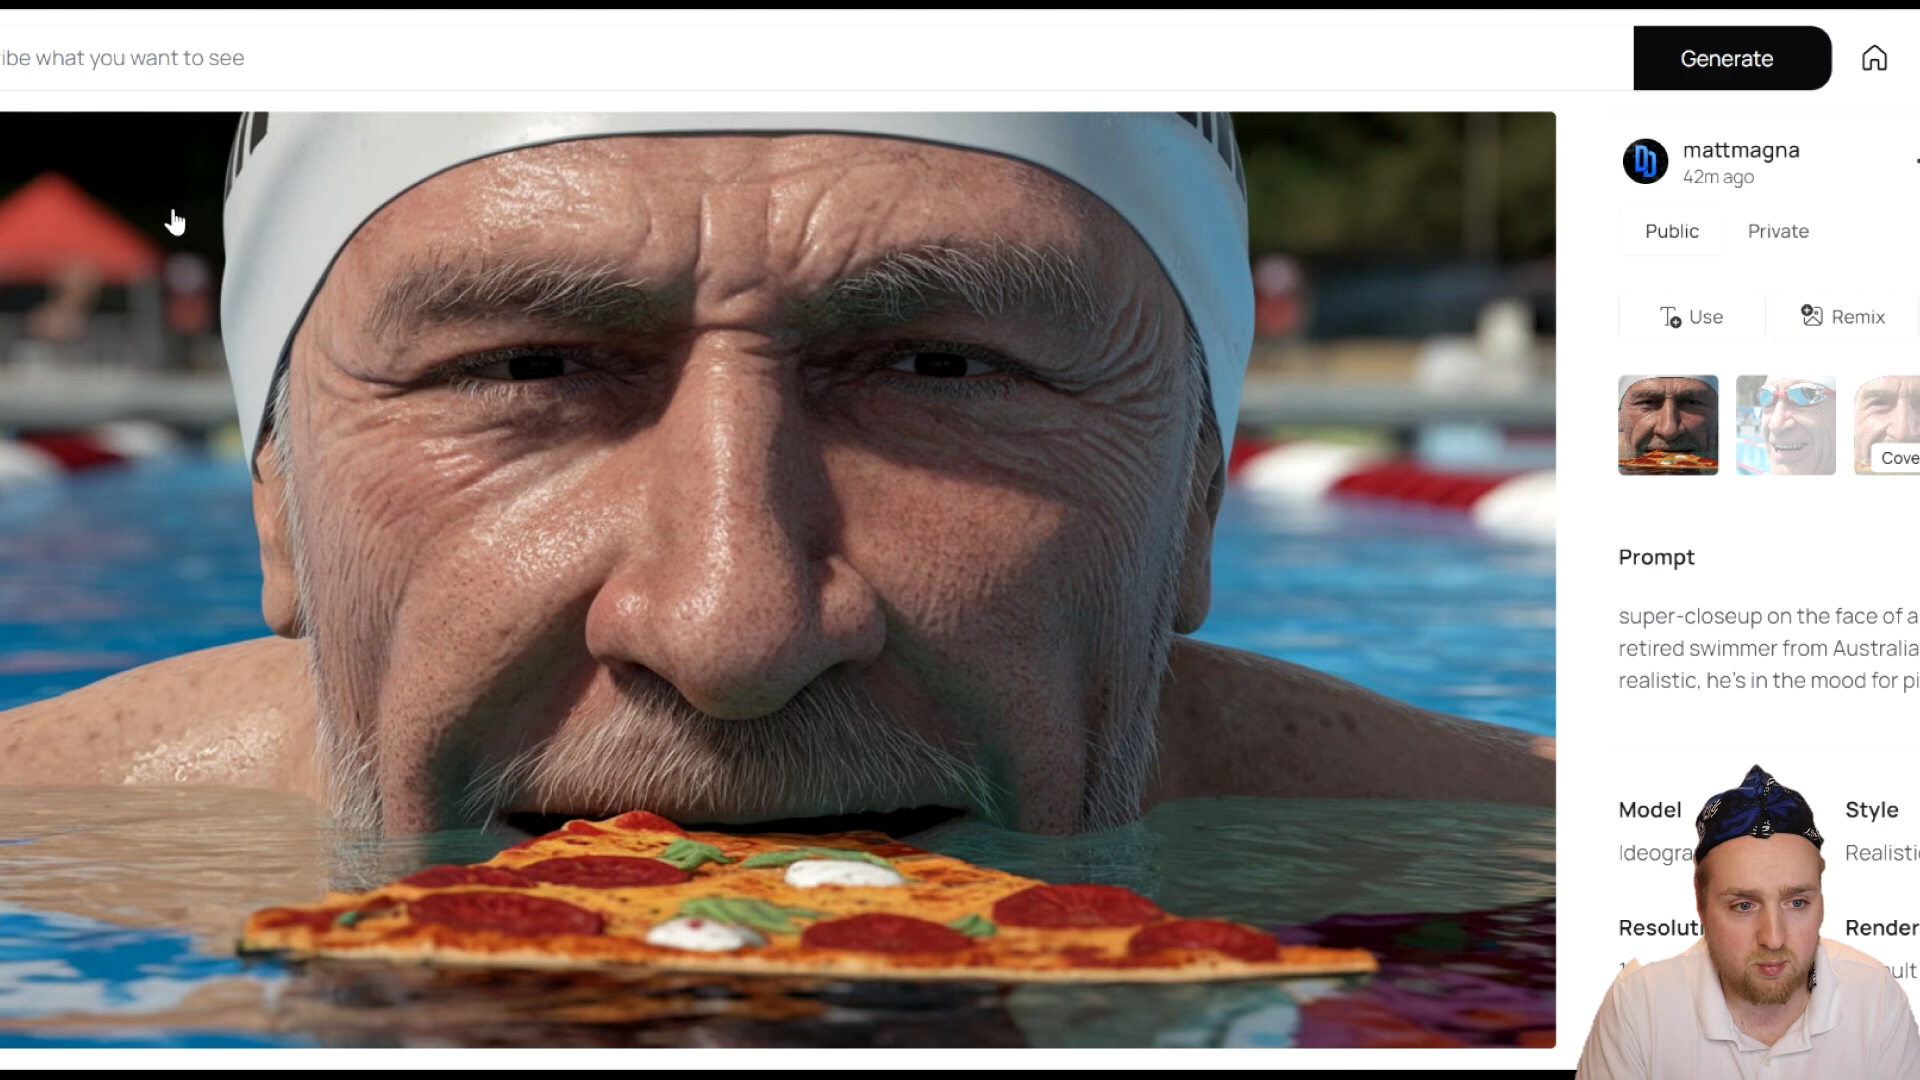 ibe what you want to see
Generate
mattmagna
42m ago
Public
Private
Use
Remix
Cove
Prompt
super-closeup on the face of a
retired swimmer from Australia
realistic, he's in the mood for pi
Model
Style
Ideogra
Realistic
Resoluti
Render
ult